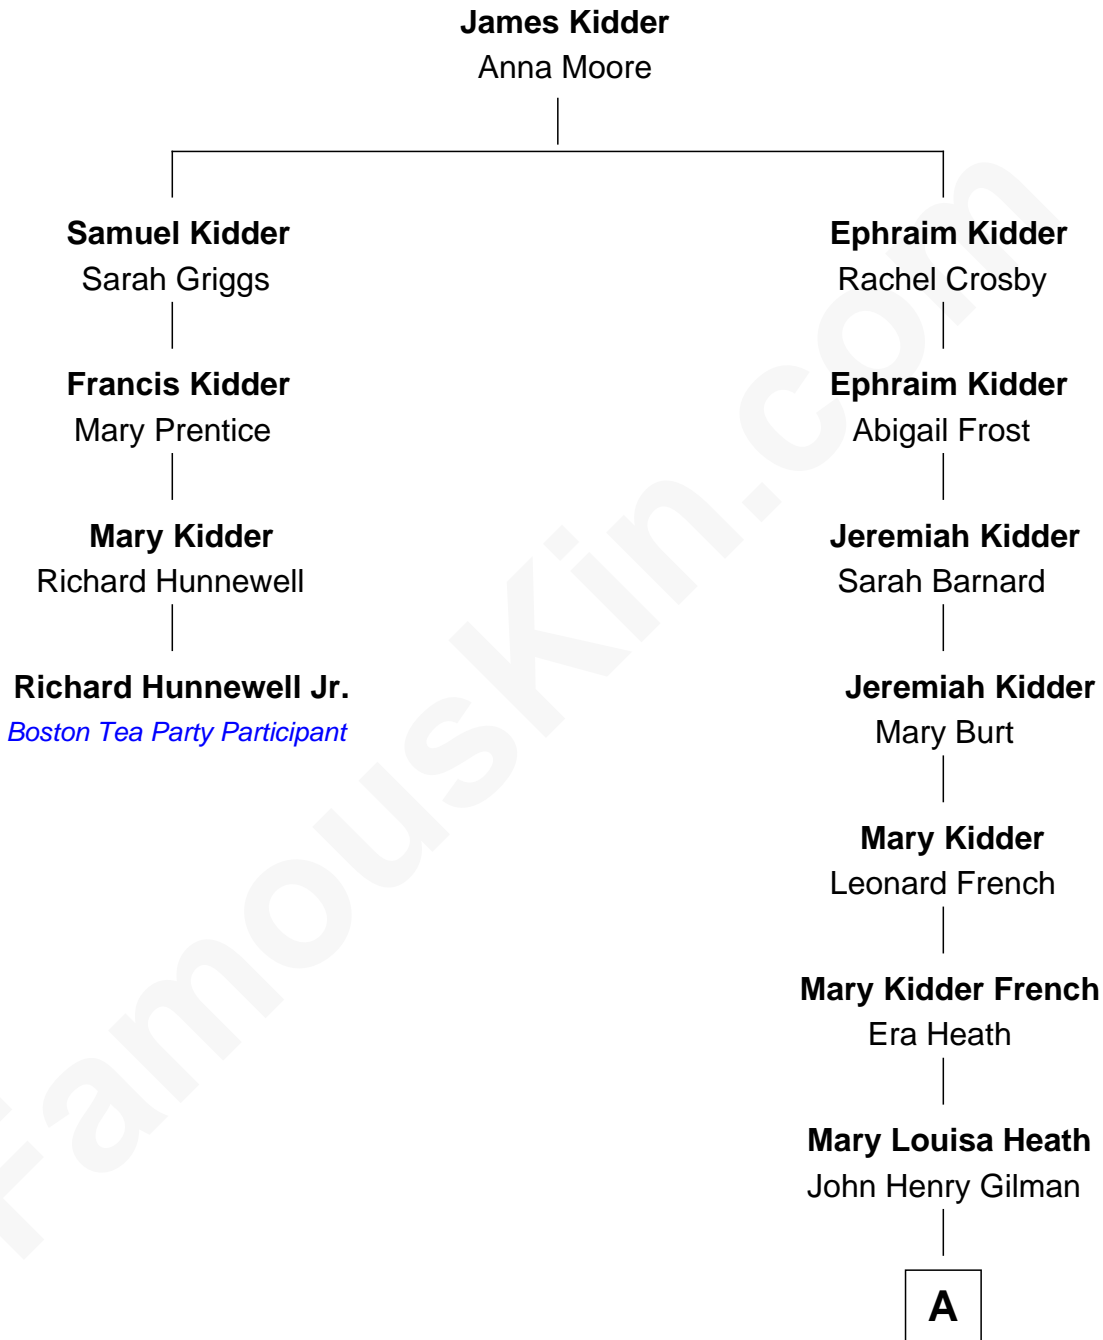 James Kidder
Anna Moore
Samuel Kidder
Sarah Griggs
Francis Kidder
Mary Prentice
Mary Kidder
Richard Hunnewell
Richard Hunnewell Jr.
Boston Tea Party Participant
Ephraim Kidder
Rachel Crosby
Ephraim Kidder
Abigail Frost
Jeremiah Kidder
Sarah Barnard
Jeremiah Kidder
Mary Burt
Mary Kidder
Leonard French
Mary Kidder French
Era Heath
Mary Louisa Heath
John Henry Gilman
A
FamousKin.com